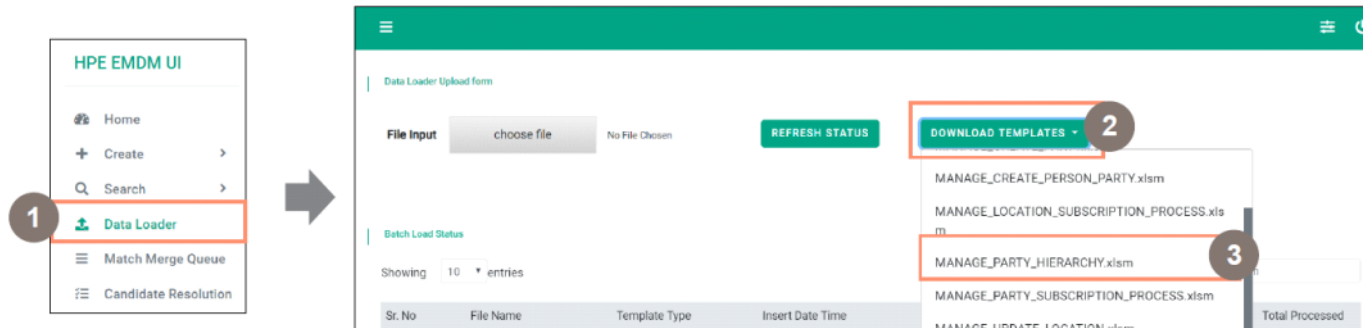 HPE EMDM UI
Home
Create
Search
1
Data Loader
Match Merge Queue
Candidate Resolution
Data Loader Upload form
File Input
choose file
No File Chosen
REFRESH STATUS
DOWNLOAD TEMPLATES
2
MANAGE_CREATE_PERSON_PARTY.xlsm
MANAGE_LOCATION_SUBSCRIPTION_PROCESS.xls
m
MANAGE_PARTY_HIERARCHY.xlsm
3
MANAGE_PARTY_SUBSCRIPTION_PROCESS.xlsm
MANAGE_UPDATE_LOCATION.xlsm
Batch Load Status
Showing 10 entries
Sr. No File Name Template Type Insert Date Time Total Processed